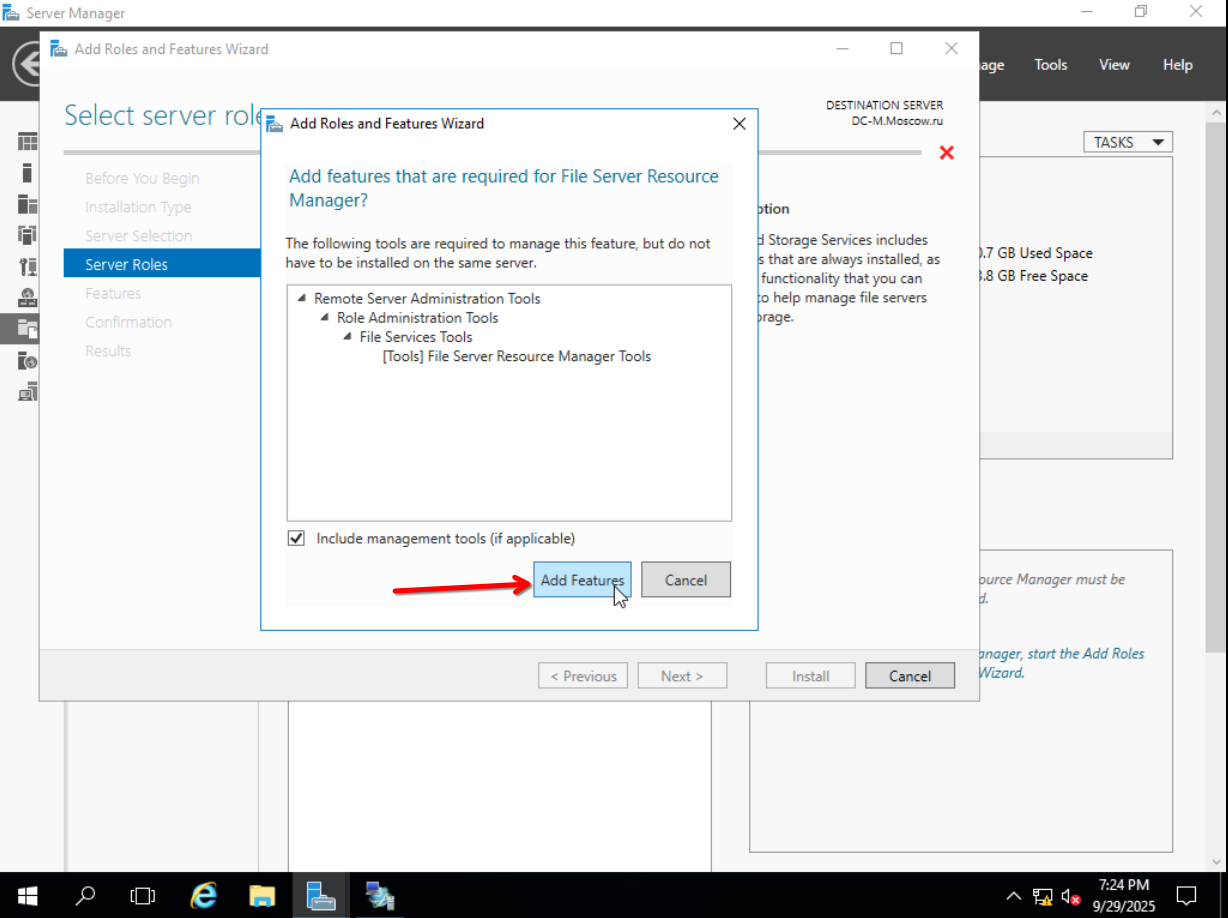 Server Manager
Add Roles and Features Wizard
age
Tools
View
Help
Select server role
DESTINATION SERVER
DC-M.Moscow.ru
TASKS
Before You Begin
Installation Type
Server Selection
Server Roles
Features
Confirmation
Results
Add Roles and Features Wizard
Add features that are required for File Server Resource
Manager?
The following tools are required to manage this feature, but do not
have to be installed on the same server.
Remote Server Administration Tools
Role Administration Tools
File Services Tools
[Tools] File Server Resource Manager Tools
Include management tools (if applicable)
Add Features
Cancel
ption
d Storage Services includes
s that are always installed, as
functionality that you can
to help manage file servers
orage.
0.7 GB Used Space
3.8 GB Free Space
ource Manager must be
d.
anager, start the Add Roles
Wizard.
< Previous
Next >
Install
Cancel
7:24 PM
9/29/2025